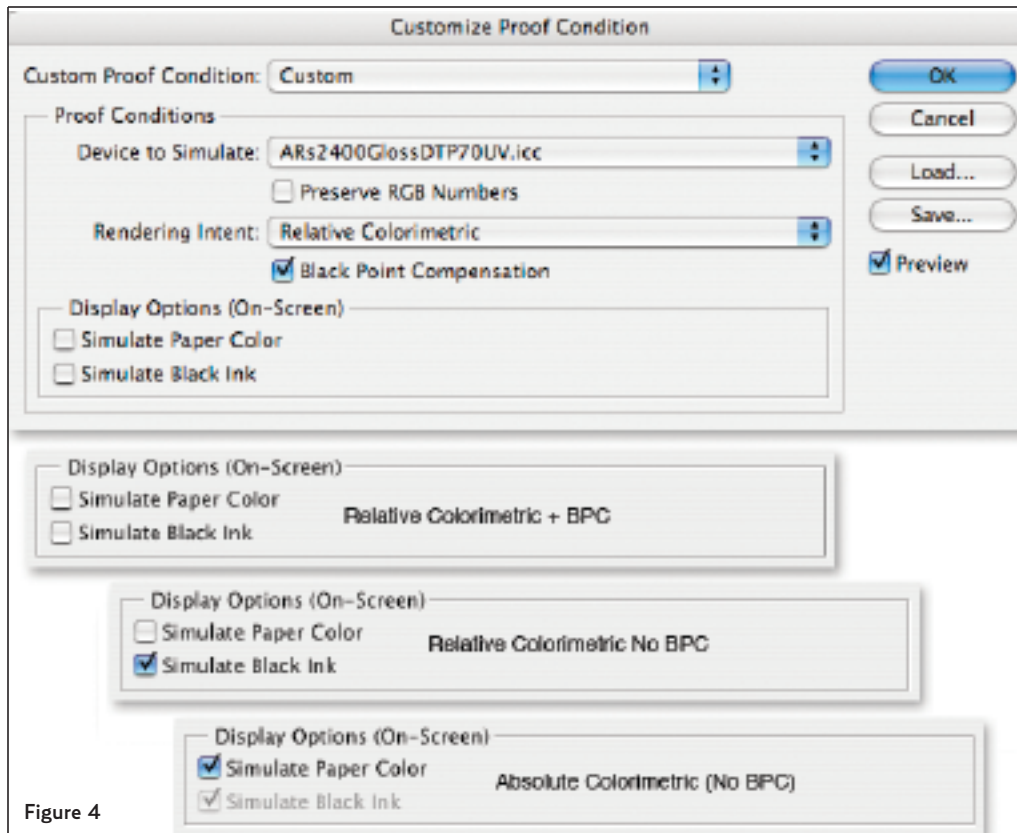 Customize Proof Condition
Custom Proof Condition: Custom
OK
Proof Conditions
Cancel
Device to Simulate: ARs2400GlossDTP70UV.icc
Load...
Preserve RGB Numbers
Save...
Rendering Intent: Relative Colorimetric
Black Point Compensation
Preview
Display Options (On-Screen)
Simulate Paper Color
Simulate Black Ink
Display Options (On-Screen)
Simulate Paper Color
Relative Colorimetric + BPC
Simulate Black Ink
Display Options (On-Screen)
Simulate Paper Color
Relative Colorimetric No BPC
Simulate Black Ink
Display Options (On-Screen)
Simulate Paper Color
Absolute Colorimetric (No BPC)
Simulate Black Ink
Figure 4